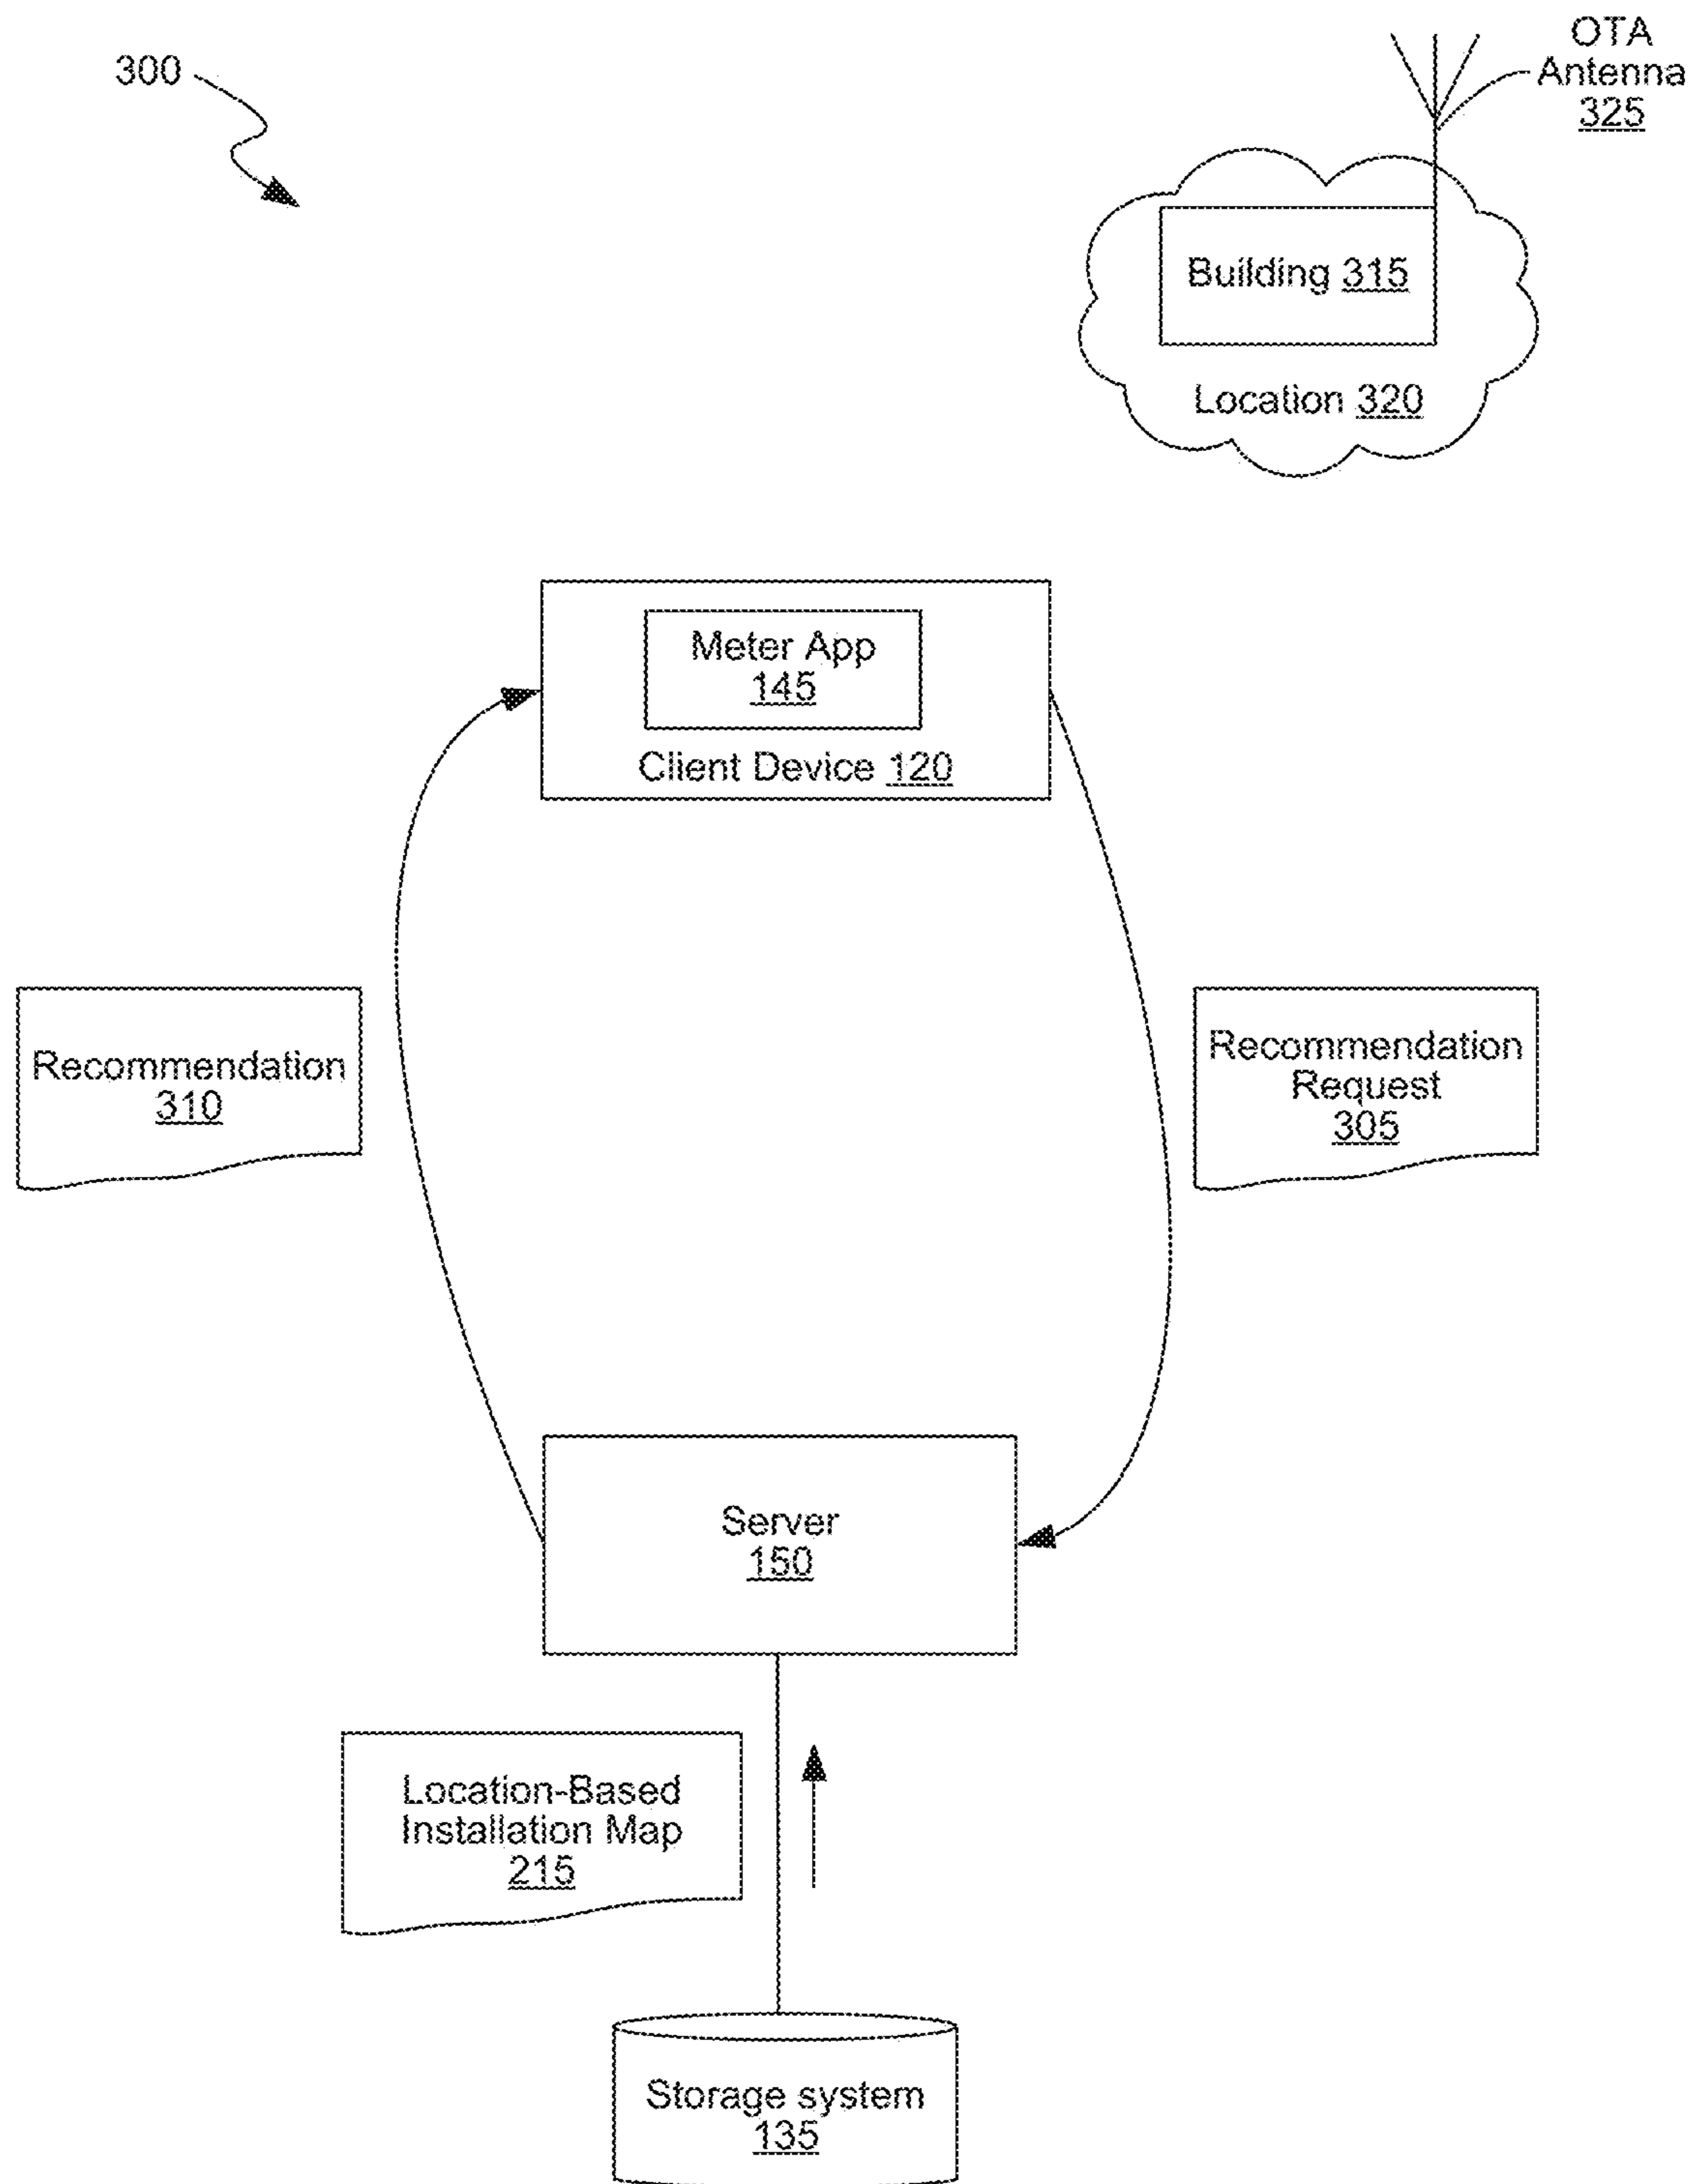 300
OTA
Antenna
325
Building 315
Location 320
Meter App
145
Client Device 120
Recommendation
310
Recommendation
Request
305
Server
150
Location-Based
Installation Map
215
Storage system
135